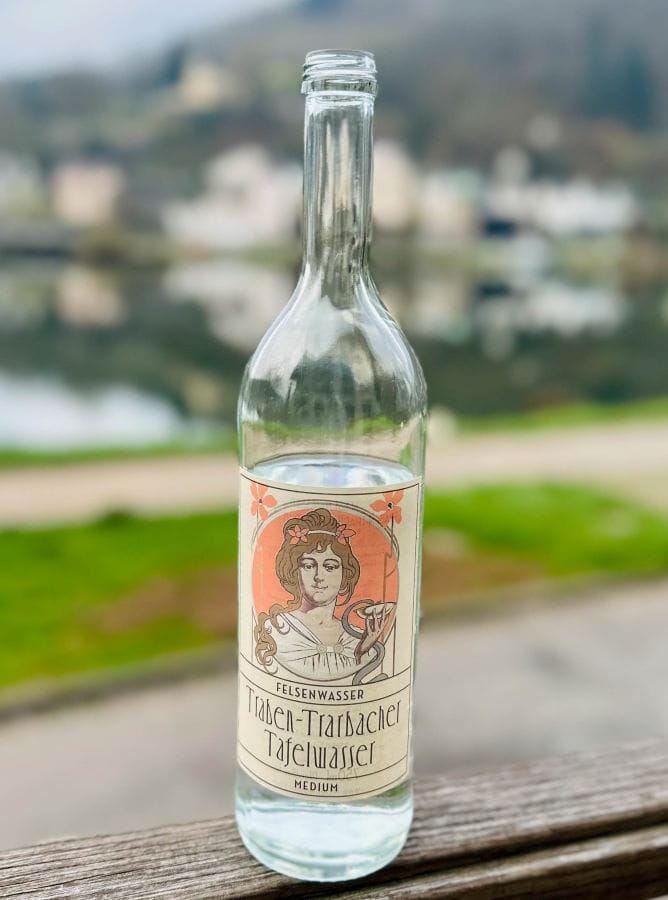 FELSENWASSER
Traben-Trarbacher
Tafelwasser
MEDIUM